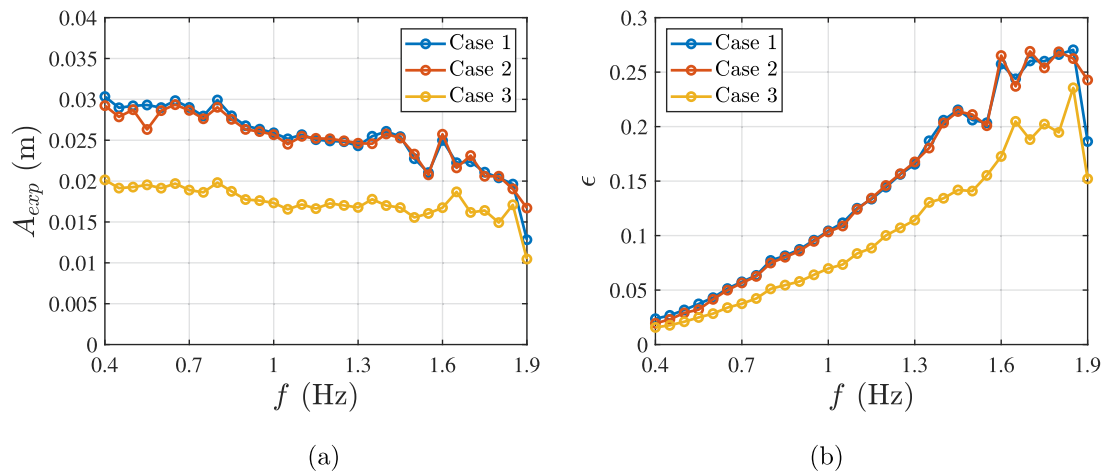 0.04
0.035
0.03
0.025
0.02
0.015
0.01
0.005
0
A_exp (m)
0.4 0.7 1 1.3 1.6 1.9
f (Hz)
Case 1
Case 2
Case 3
(a)
0.3
0.25
0.2
0.15
0.1
0.05
0
ϵ
0.4 0.7 1 1.3 1.6 1.9
f (Hz)
Case 1
Case 2
Case 3
(b)